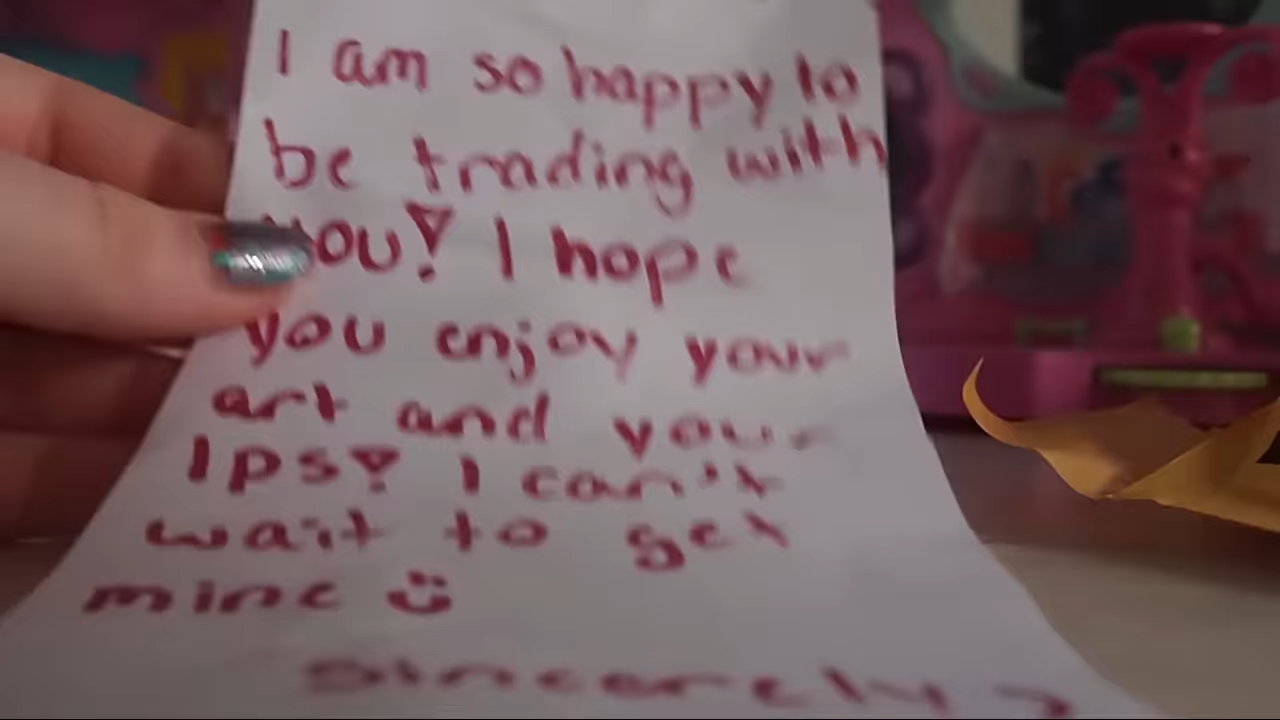 I am so happy to
be trading with
you! I hope
you enjoy your
art and your
lps! I can't
wait to get
mine :)
Sincerely,